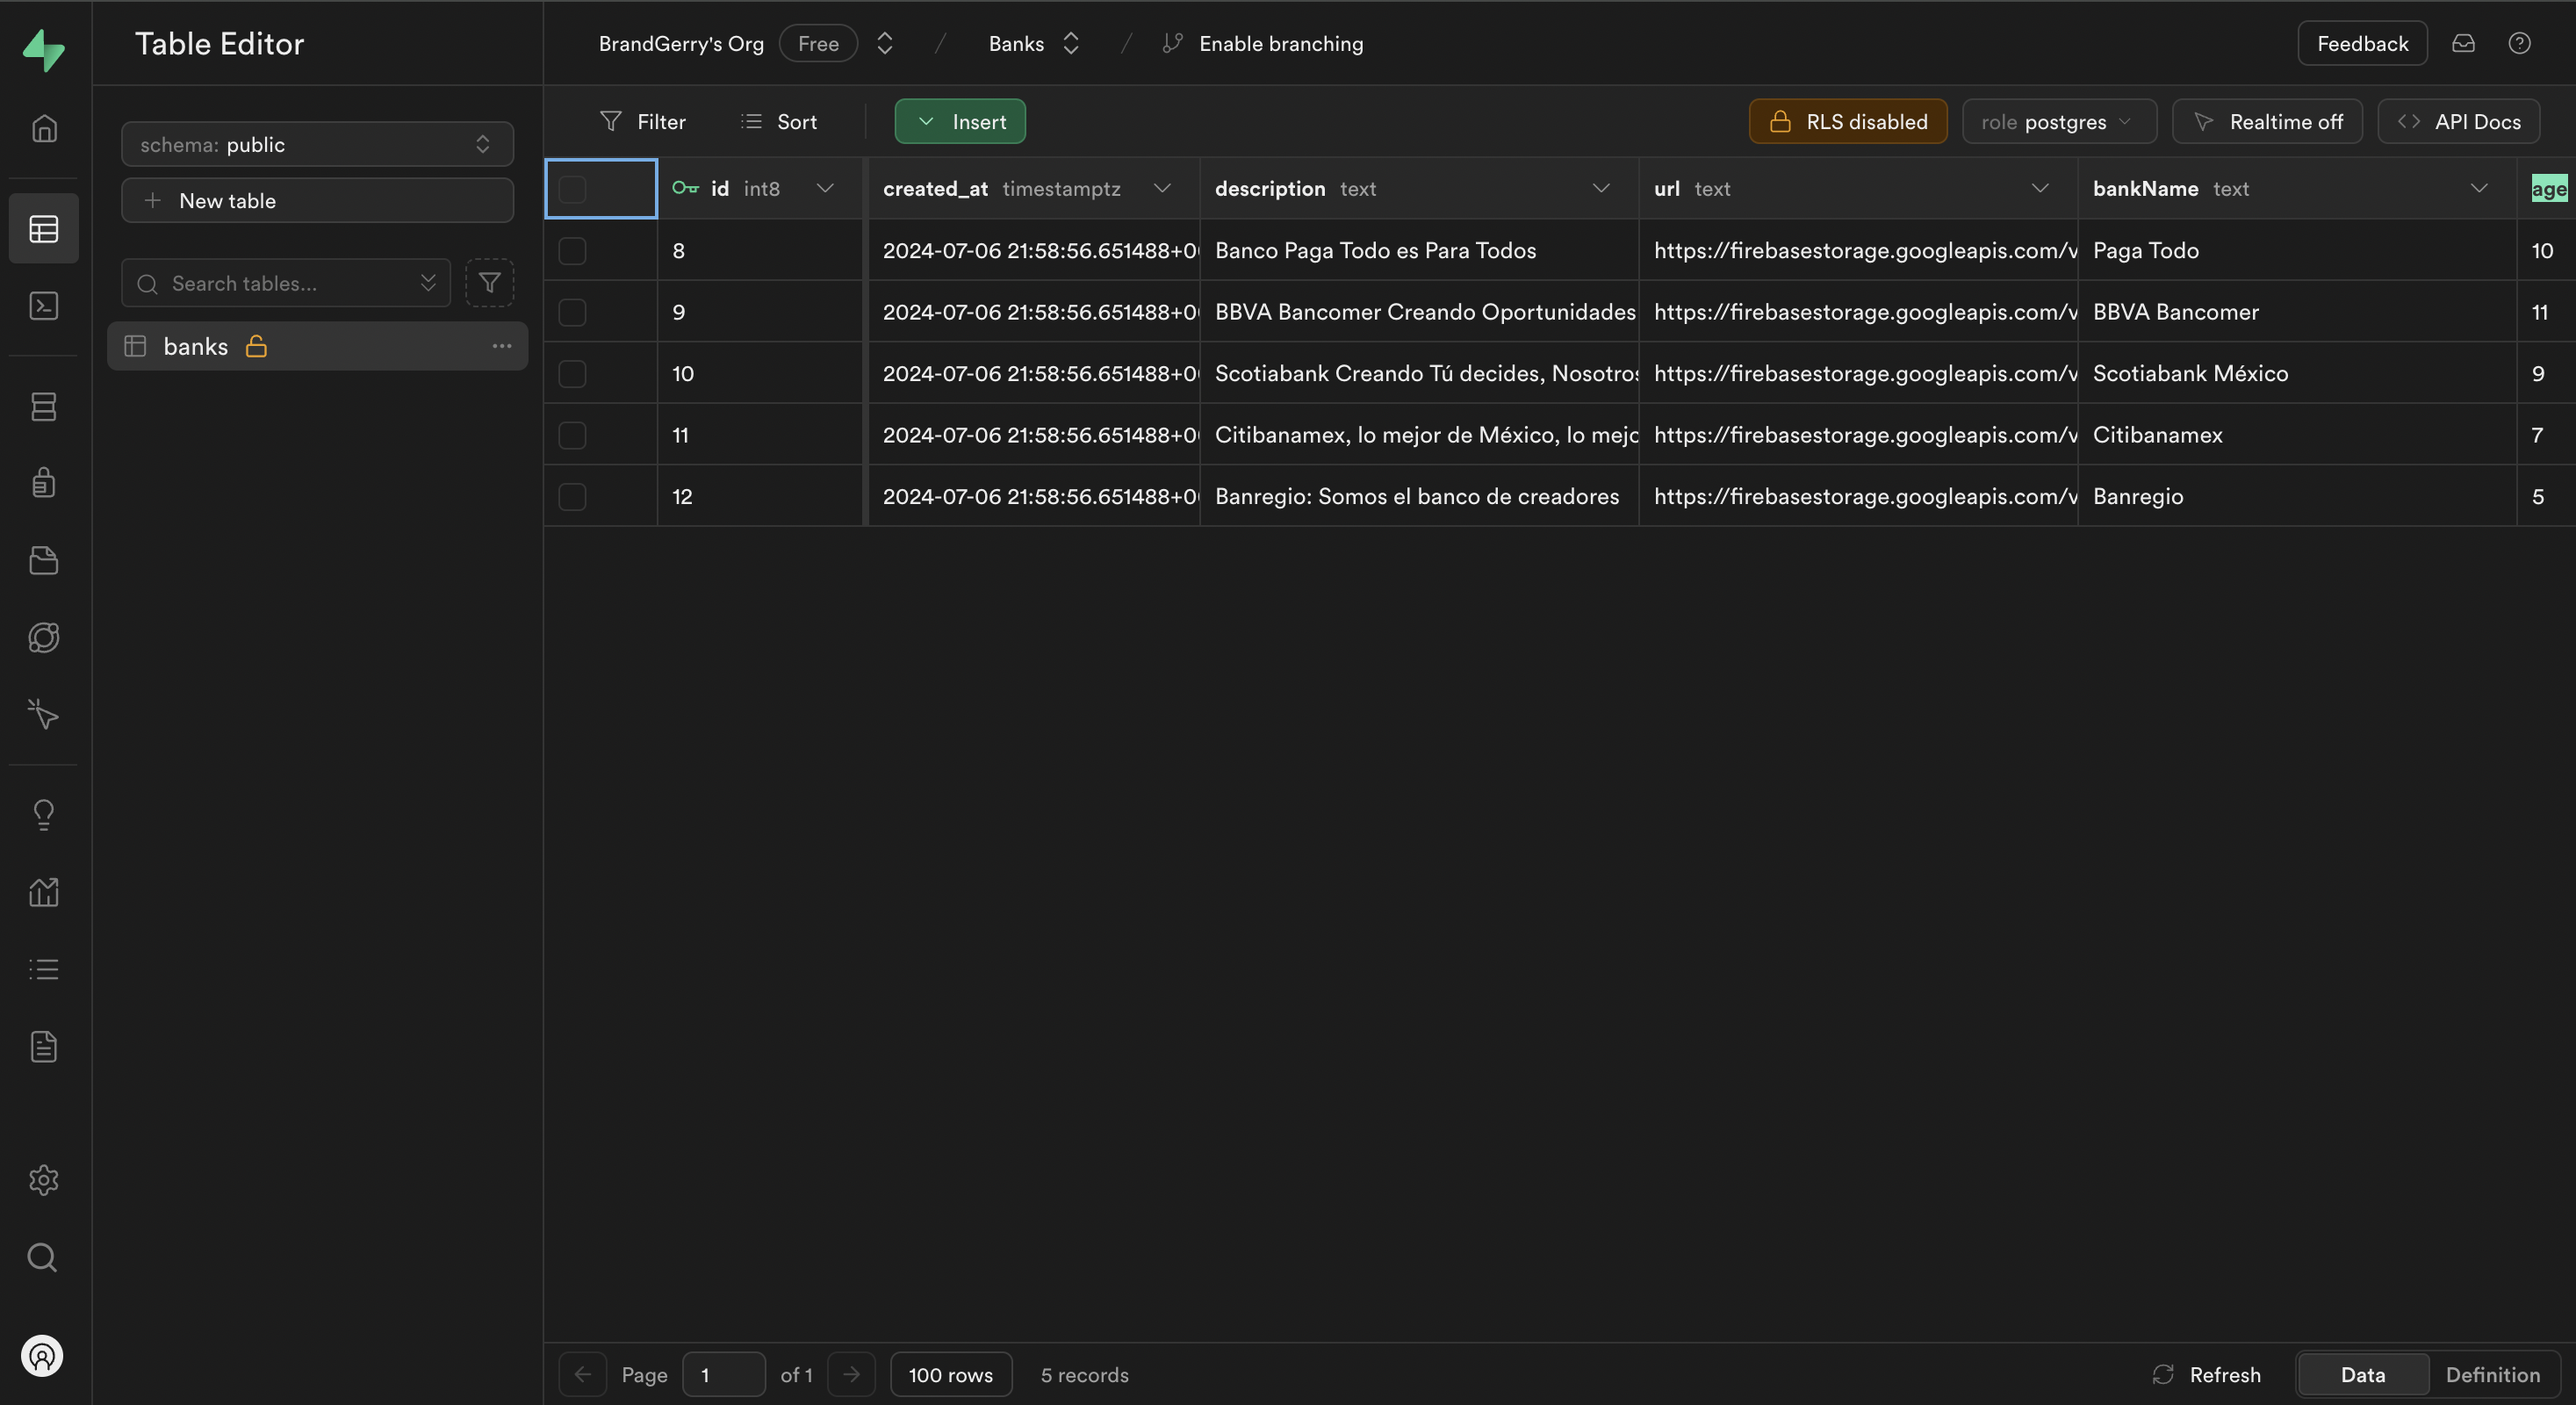 Table Editor
BrandGerry's Org Free / Banks / Enable branching
Feedback
schema: public
New table
Search tables...
banks
Filter Sort Insert
RLS disabled role postgres Realtime off API Docs
id int8 created_at timestamptz description text url text bankName text age
8 2024-07-06 21:58:56.651488+0 Banco Paga Todo es Para Todos https://firebasestorage.googleapis.com/v Paga Todo 10
9 2024-07-06 21:58:56.651488+0 BBVA Bancomer Creando Oportunidades https://firebasestorage.googleapis.com/v BBVA Bancomer 11
10 2024-07-06 21:58:56.651488+0 Scotiabank Creando Tú decides, Nosotros https://firebasestorage.googleapis.com/v Scotiabank México 9
11 2024-07-06 21:58:56.651488+0 Citibanamex, lo mejor de México, lo mejo https://firebasestorage.googleapis.com/v Citibanamex 7
12 2024-07-06 21:58:56.651488+0 Banregio: Somos el banco de creadores https://firebasestorage.googleapis.com/v Banregio 5
Page 1 of 1 100 rows 5 records
Refresh Data Definition